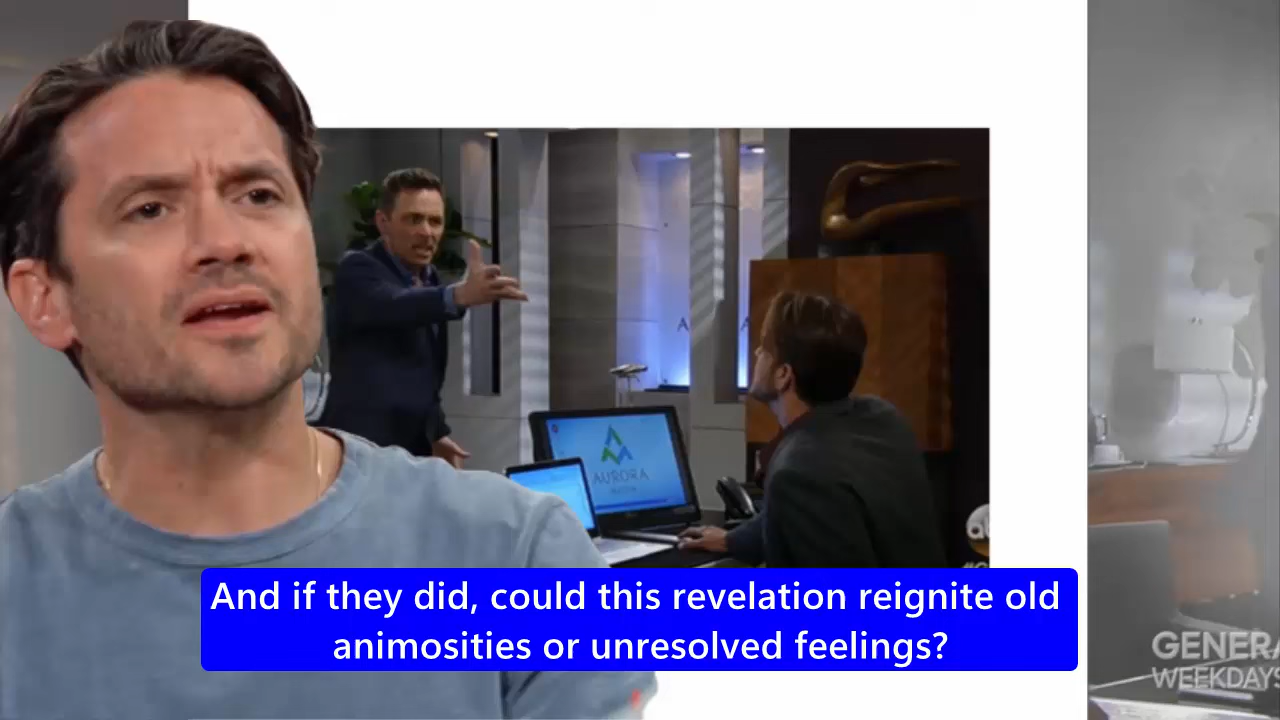 AURORA
And if they did, could this revelation reignite old
animosities or unresolved feelings?
GENERA
WEEKDAYS